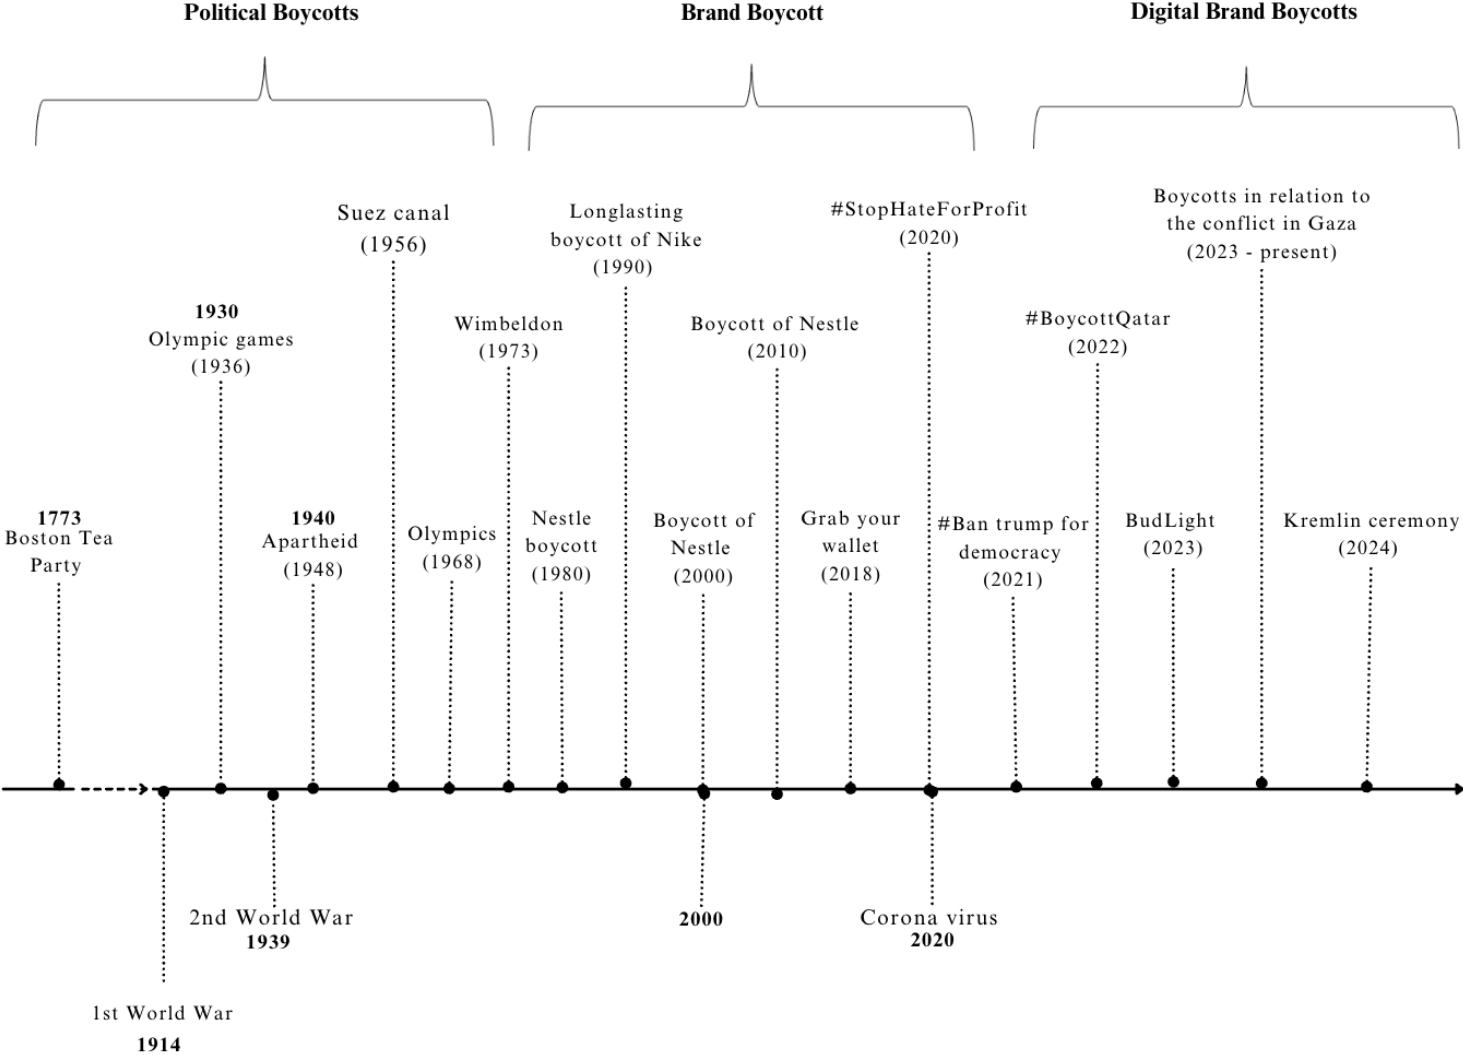 Political Boycotts
Brand Boycott
Digital Brand Boycotts
1773
Boston Tea
Party
1930
Olympic games
(1936)
1940
Apartheid
(1948)
Suez canal
(1956)
Olympics
(1968)
Wimbeldon
(1973)
Nestle
boycott
(1980)
Longlasting
boycott of Nike
(1990)
Boycott of
Nestle
(2000)
Boycott of Nestle
(2010)
Grab your
wallet
(2018)
#StopHateForProfit
(2020)
#Ban trump for
democracy
(2021)
#BoycottQatar
(2022)
BudLight
(2023)
Boycotts in relation to
the conflict in Gaza
(2023 - present)
Kremlin ceremony
(2024)
1st World War
1914
2nd World War
1939
2000
Corona virus
2020